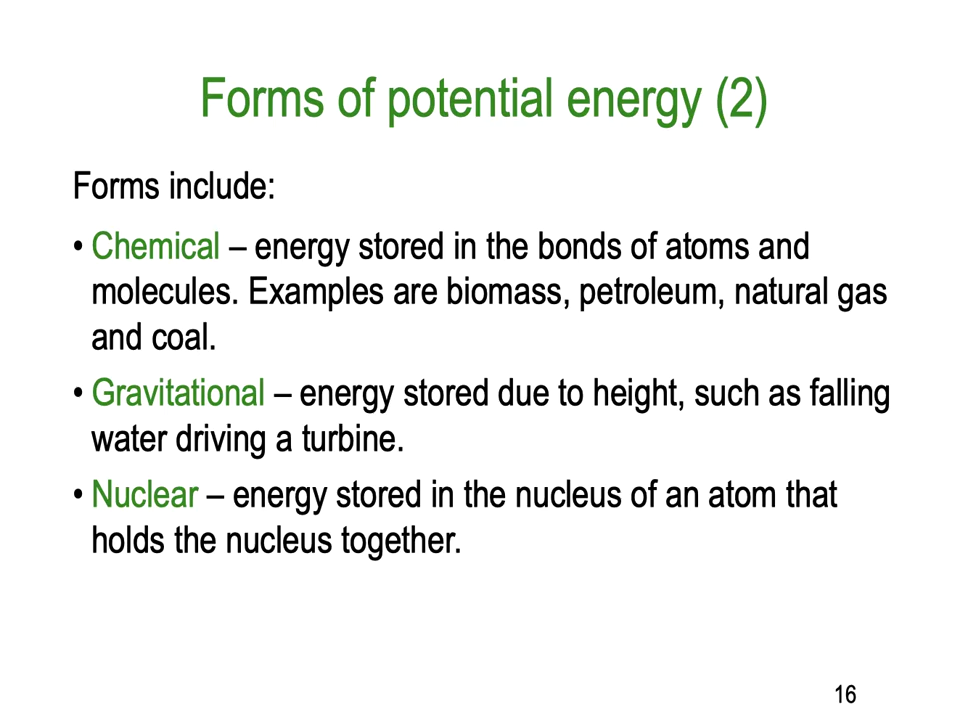 Forms of potential energy (2)
Forms include:
• Chemical – energy stored in the bonds of atoms and
molecules. Examples are biomass, petroleum, natural gas
and coal.
• Gravitational – energy stored due to height, such as falling
water driving a turbine.
• Nuclear – energy stored in the nucleus of an atom that
holds the nucleus together.
16